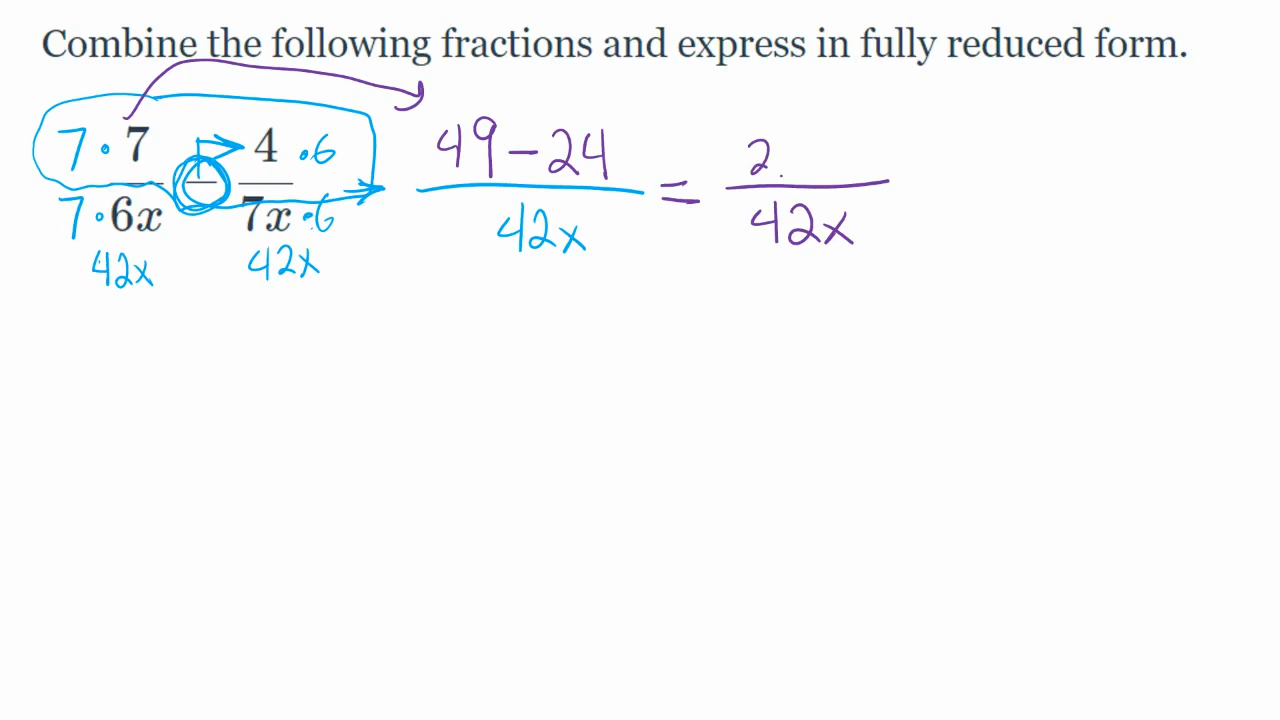 Combine the following fractions and express in fully reduced form.
7 · 7 − 4 · 6 49 − 24 = 2
7 · 6x 7x · 6 42x 42x
42x 42x